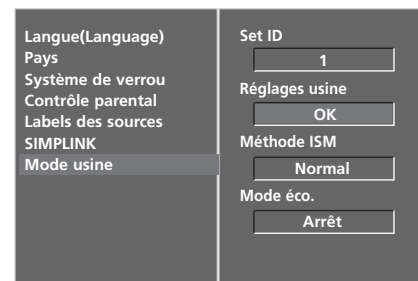 Langue(Language)
Pays
Système de verrou
Contrôle parental
Labels des sources
SIMPLINK
Mode usine
Set ID
1
Réglages usine
OK
Méthode ISM
Normal
Mode éco.
Arrêt